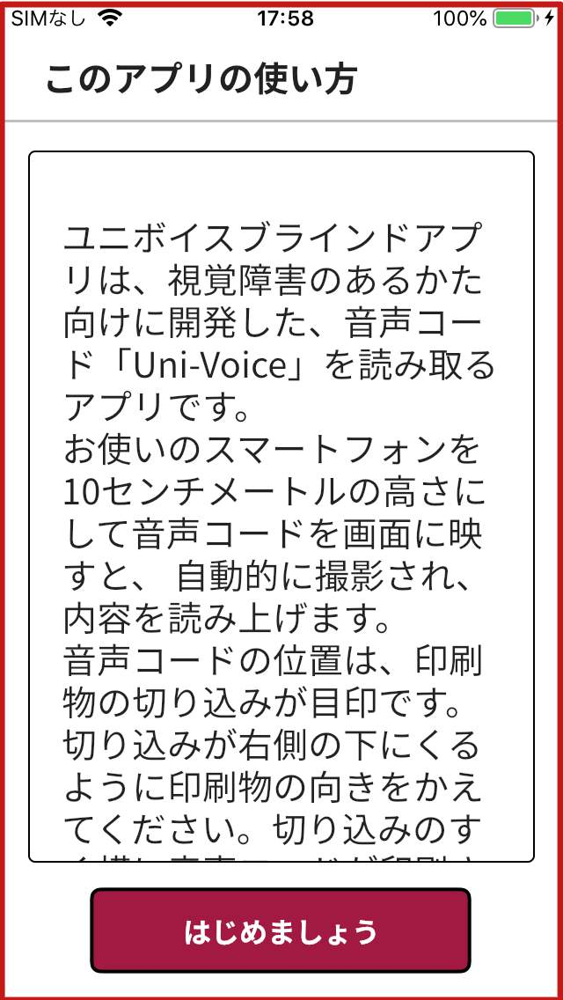 SIMなし 17:58 100%
このアプリの使い方
ユニボイスブラインドアプ
リは、視覚障害のあるかた
向けに開発した、音声コー
ド「Uni-Voice」を読み取る
アプリです。
お使いのスマートフォンを
10センチメートルの高さに
して音声コードを画面に映
すと、 自動的に撮影され、
内容を読み上げます。
音声コードの位置は、印刷
物の切り込みが目印です。
切り込みが右側の下にくる
ように印刷物の向きをかえ
てください。切り込みのす
はじめましょう